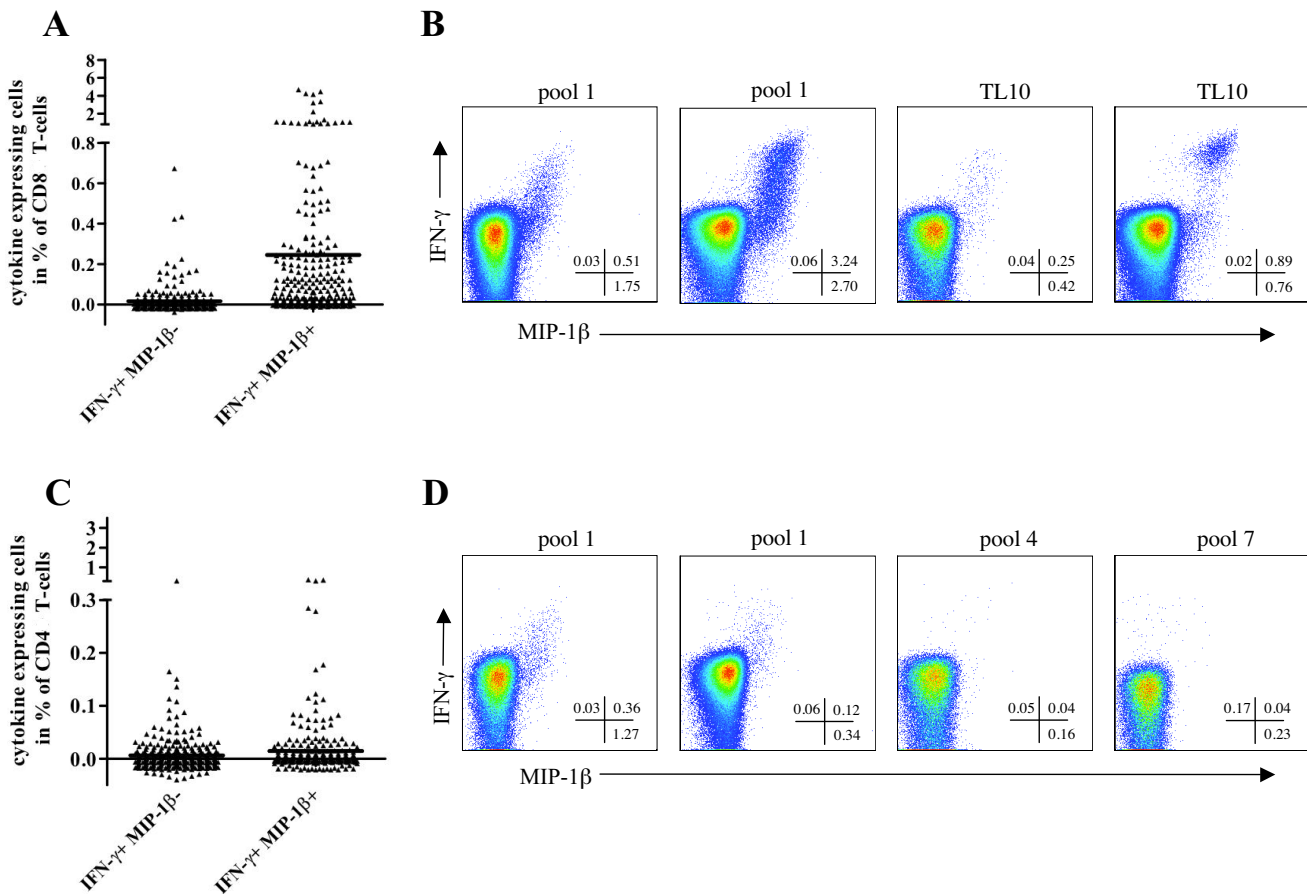 A
cytokine expressing cells
in % of CD8 T-cells
8
6
4
2
0.8
0.6
0.4
0.2
0.0
IFN-γ+ MIP-1β-
IFN-γ+ MIP-1β+
B
pool 1
pool 1
TL10
TL10
IFN-γ
0.03 0.51
1.75
0.06 3.24
2.70
0.04 0.25
0.42
0.02 0.89
0.76
MIP-1β
C
cytokine expressing cells
in % of CD4 T-cells
3
2
1
0.3
0.2
0.1
0.0
IFN-γ+ MIP-1β-
IFN-γ+ MIP-1β+
D
pool 1
pool 1
pool 4
pool 7
IFN-γ
0.03 0.36
1.27
0.06 0.12
0.34
0.05 0.04
0.16
0.17 0.04
0.23
MIP-1β